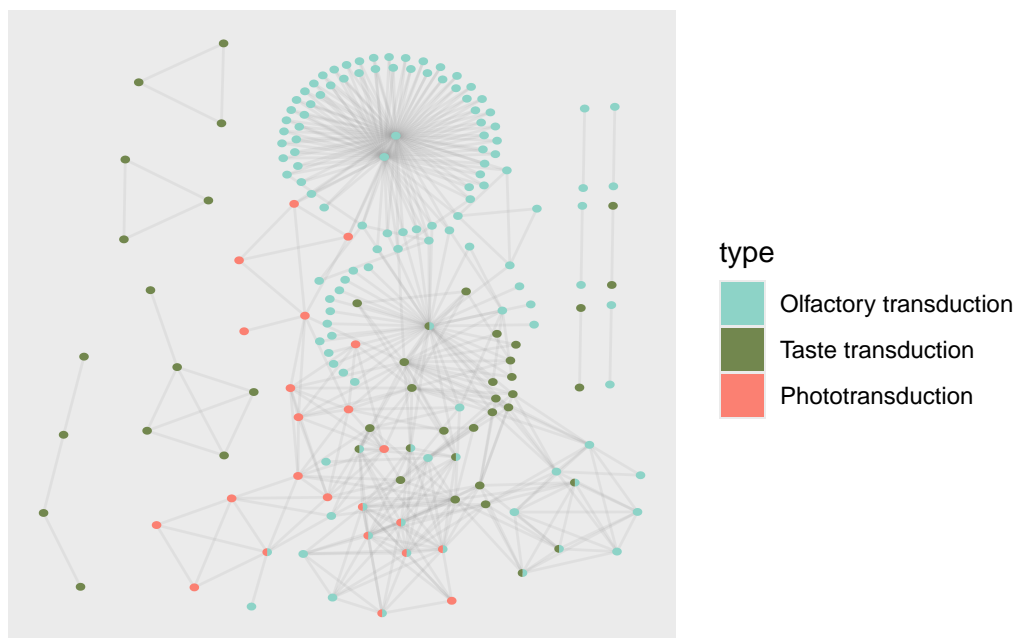 type
Olfactory transduction
Taste transduction
Phototransduction